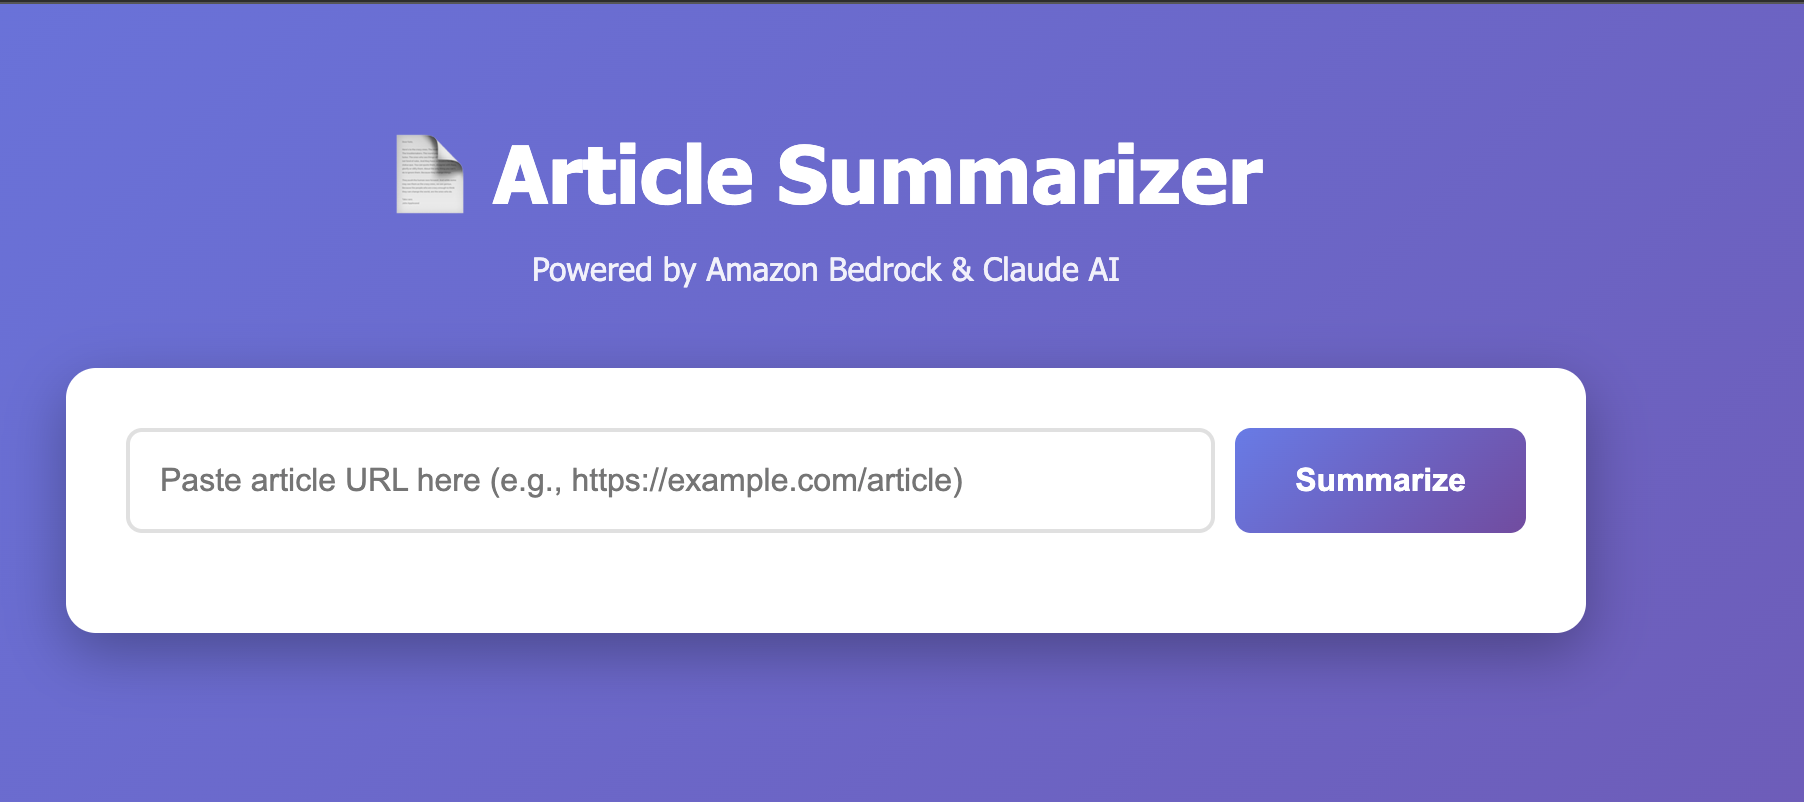 Article Summarizer
Powered by Amazon Bedrock & Claude AI
Paste article URL here (e.g., https://example.com/article)
Summarize